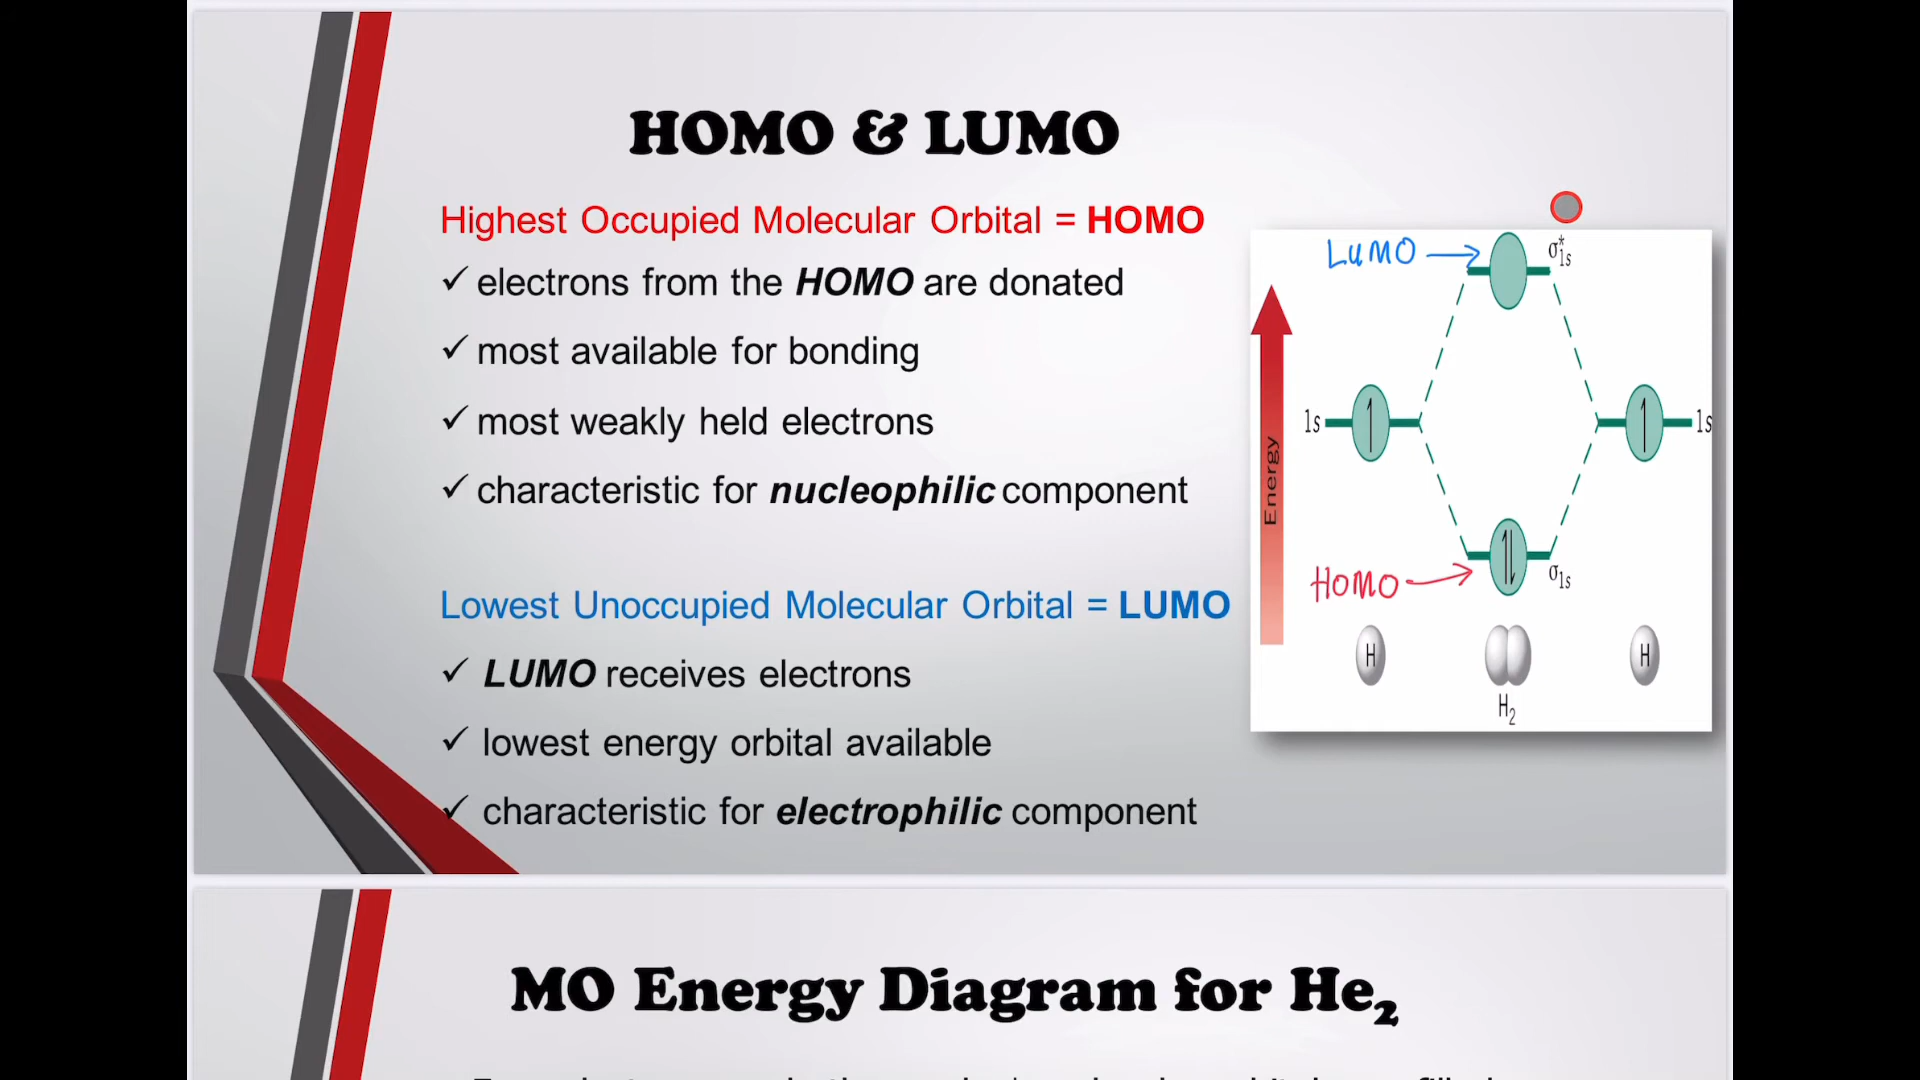 HOMO & LUMO
Highest Occupied Molecular Orbital = HOMO
✓ electrons from the HOMO are donated
✓ most available for bonding
✓ most weakly held electrons
✓ characteristic for nucleophilic component
Lowest Unoccupied Molecular Orbital = LUMO
✓ LUMO receives electrons
✓ lowest energy orbital available
✓ characteristic for electrophilic component
LUMO
σ*1s
Energy
1s
1s
HOMO
σ1s
H
H
H2
MO Energy Diagram for He2